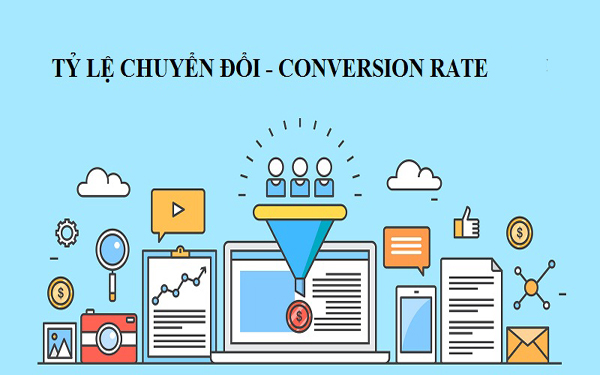 TỶ LỆ CHUYỂN ĐỔI - CONVERSION RATE
$
$
$